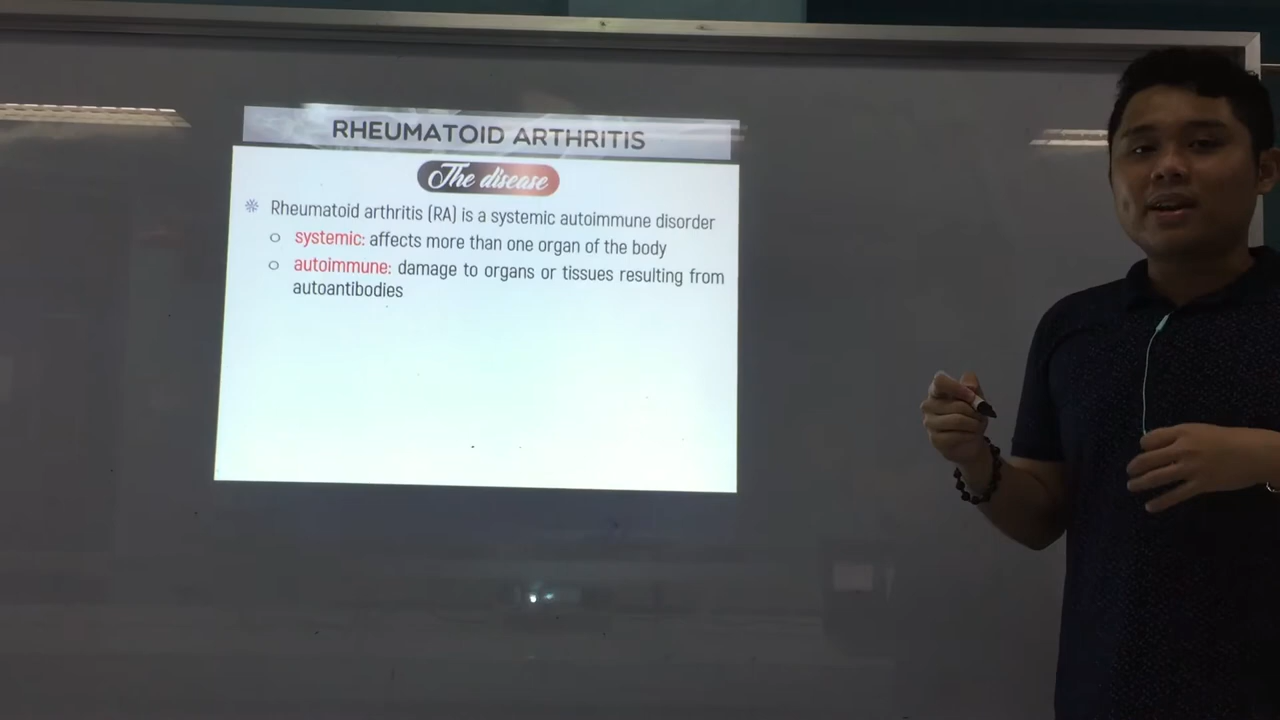 RHEUMATOID ARTHRITIS
The disease
Rheumatoid arthritis (RA) is a systemic autoimmune disorder
systemic: affects more than one organ of the body
autoimmune: damage to organs or tissues resulting from
autoantibodies